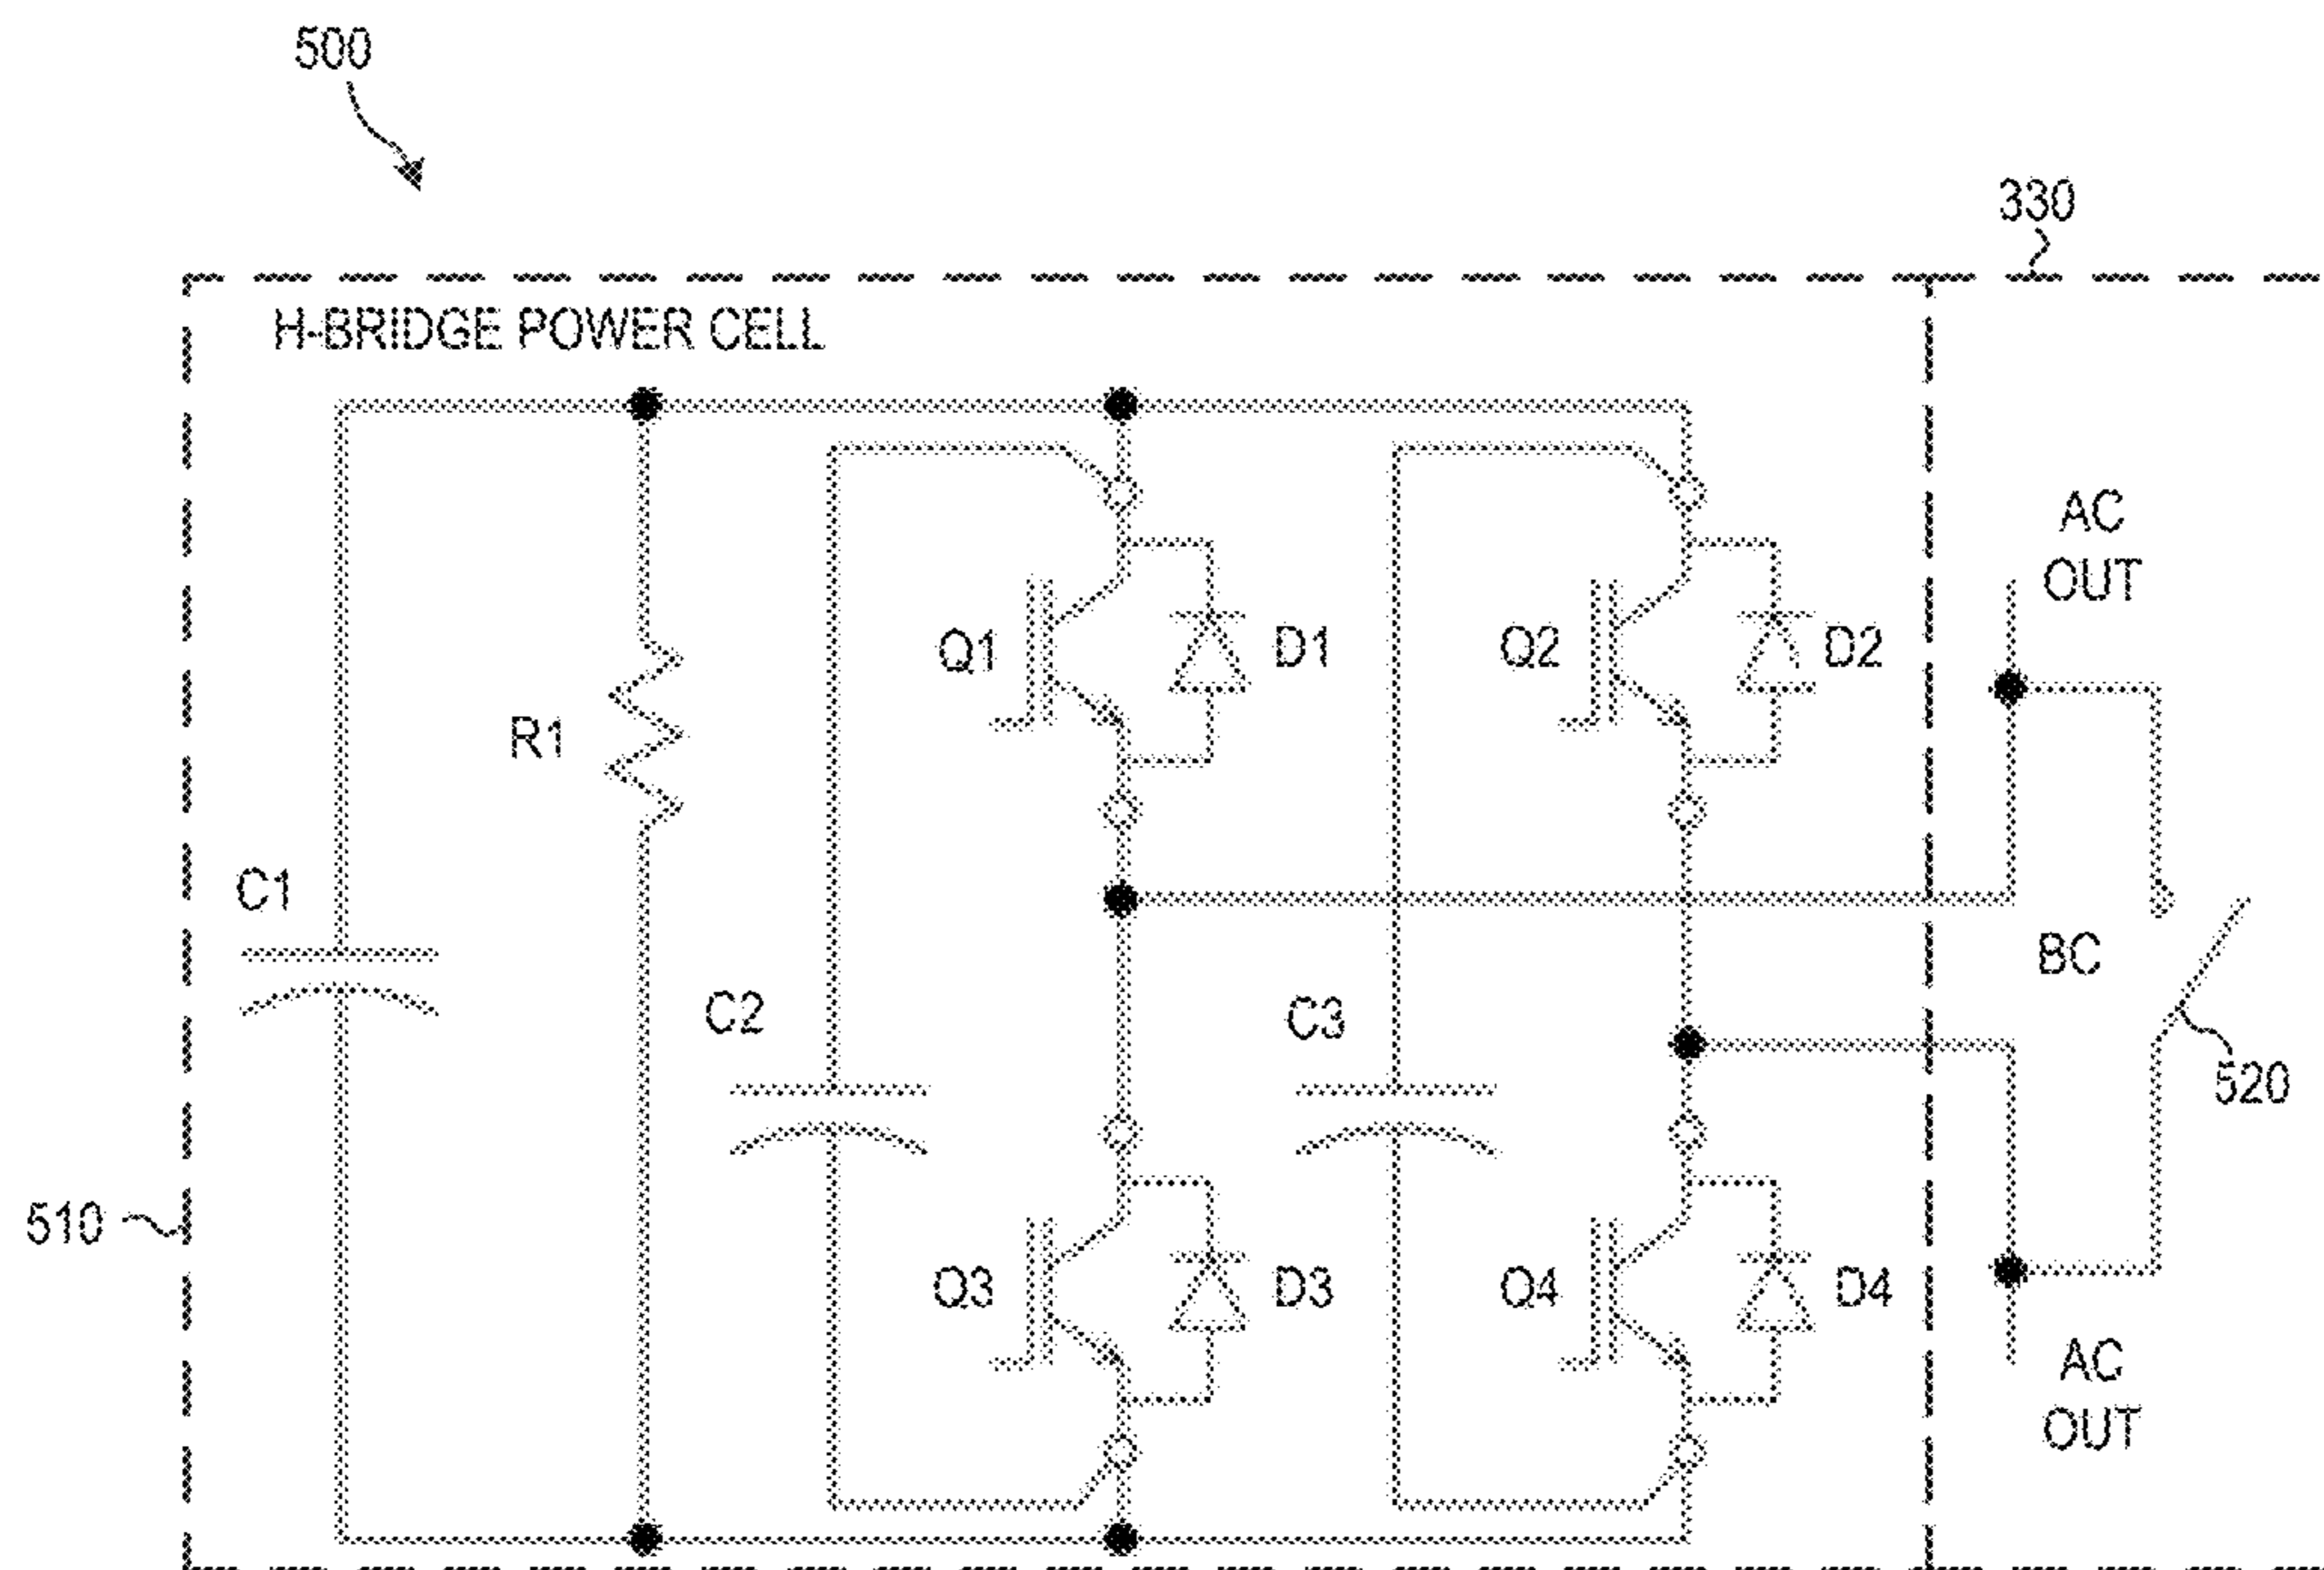 500
330
H-BRIDGE POWER CELL
AC
OUT
Q1
D1
Q2
D2
R1
C1
BC
C2
C3
520
510
Q3
D3
Q4
D4
AC
OUT